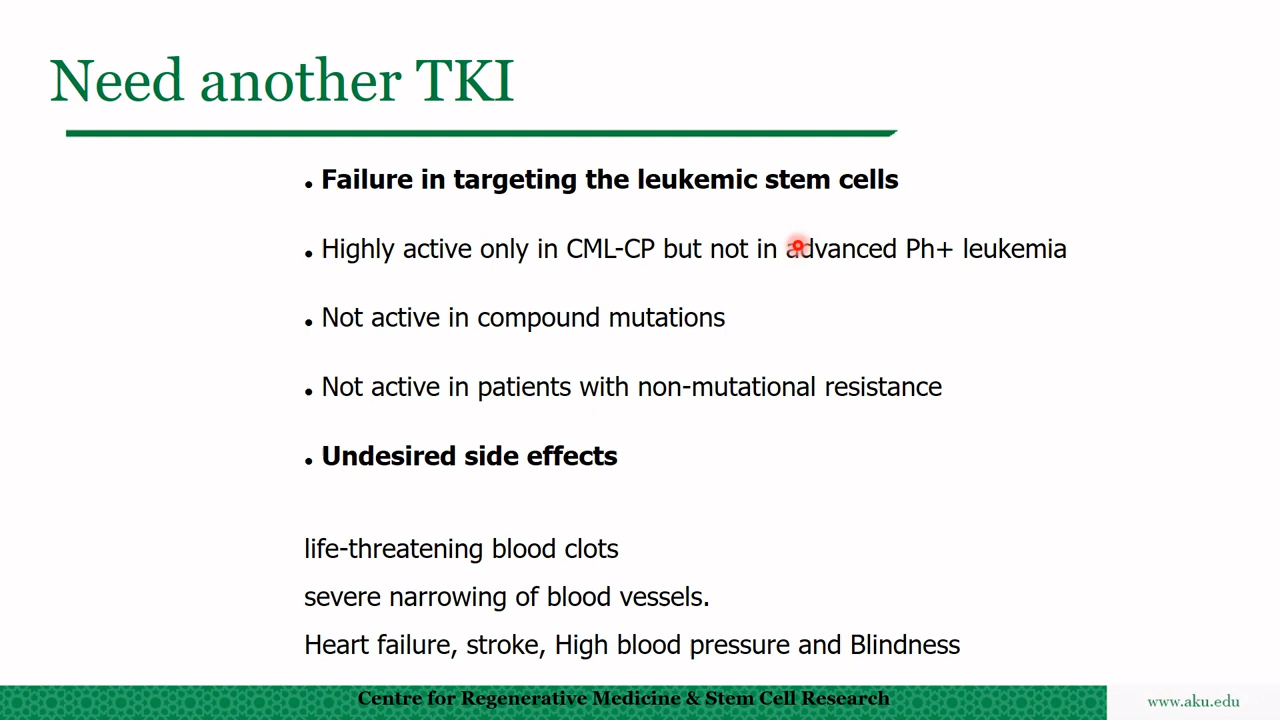 Need another TKI
• Failure in targeting the leukemic stem cells
• Highly active only in CML-CP but not in advanced Ph+ leukemia
• Not active in compound mutations
• Not active in patients with non-mutational resistance
• Undesired side effects
life-threatening blood clots
severe narrowing of blood vessels.
Heart failure, stroke, High blood pressure and Blindness
Centre for Regenerative Medicine & Stem Cell Research
www.aku.edu